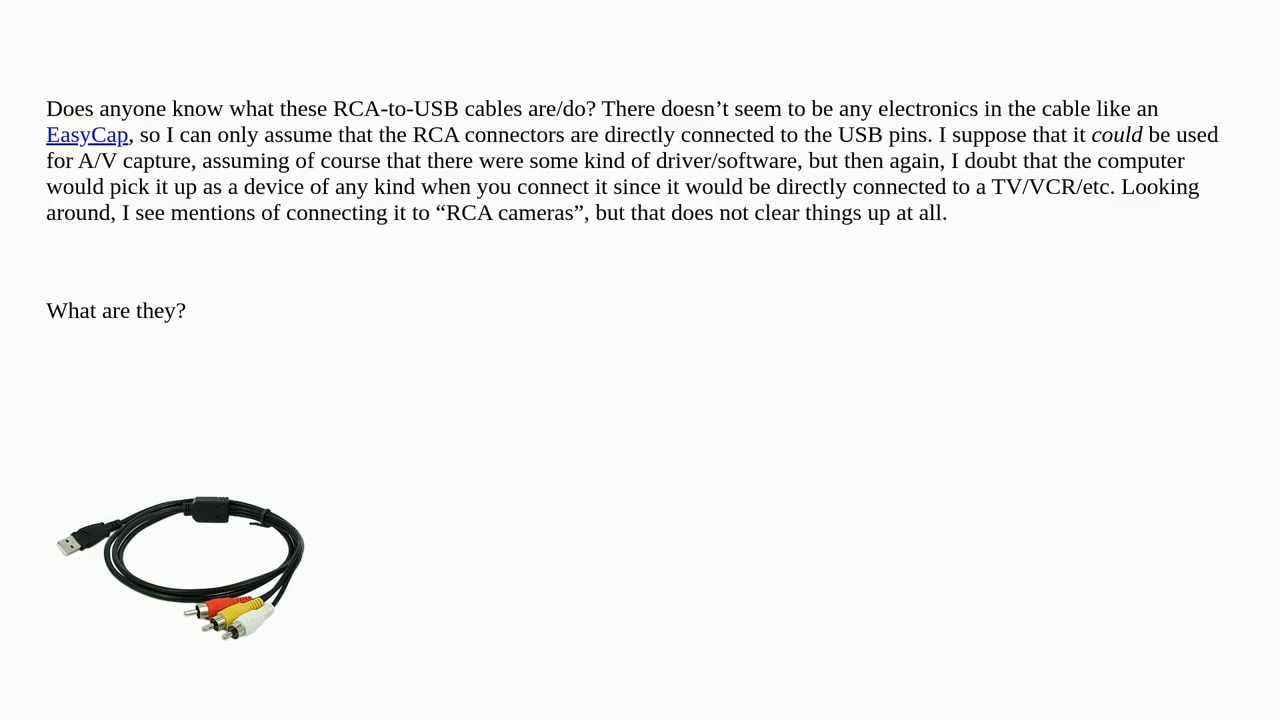 Does anyone know what these RCA-to-USB cables are/do? There doesn’t seem to be any electronics in the cable like an
EasyCap, so I can only assume that the RCA connectors are directly connected to the USB pins. I suppose that it could be used
for A/V capture, assuming of course that there were some kind of driver/software, but then again, I doubt that the computer
would pick it up as a device of any kind when you connect it since it would be directly connected to a TV/VCR/etc. Looking
around, I see mentions of connecting it to “RCA cameras”, but that does not clear things up at all.
What are they?